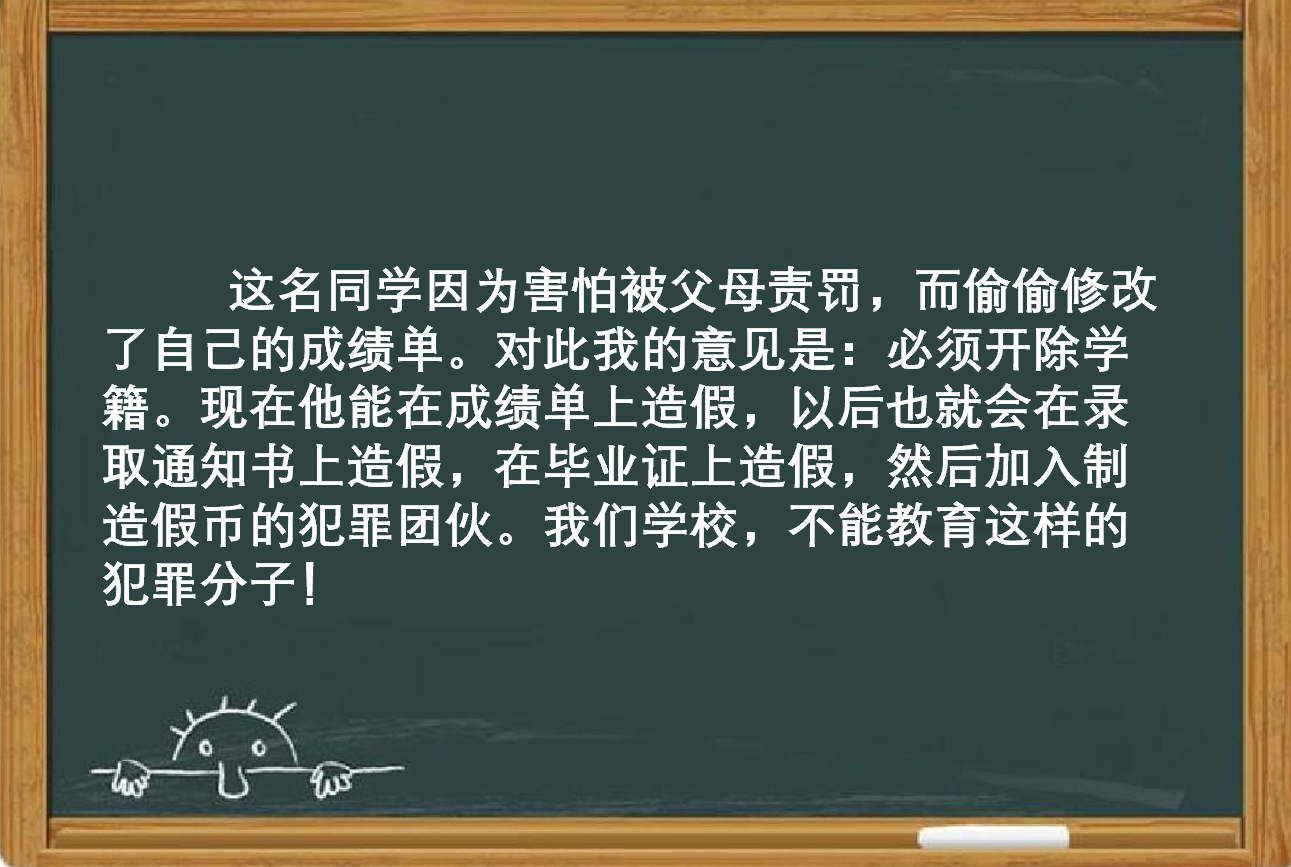 这名同学因为害怕被父母责罚，而偷偷修改
了自己的成绩单。对此我的意见是：必须开除学
籍。现在他能在成绩单上造假，以后也就会在录
取通知书上造假，在毕业证上造假，然后加入制
造假币的犯罪团伙。我们学校，不能教育这样的
犯罪分子！